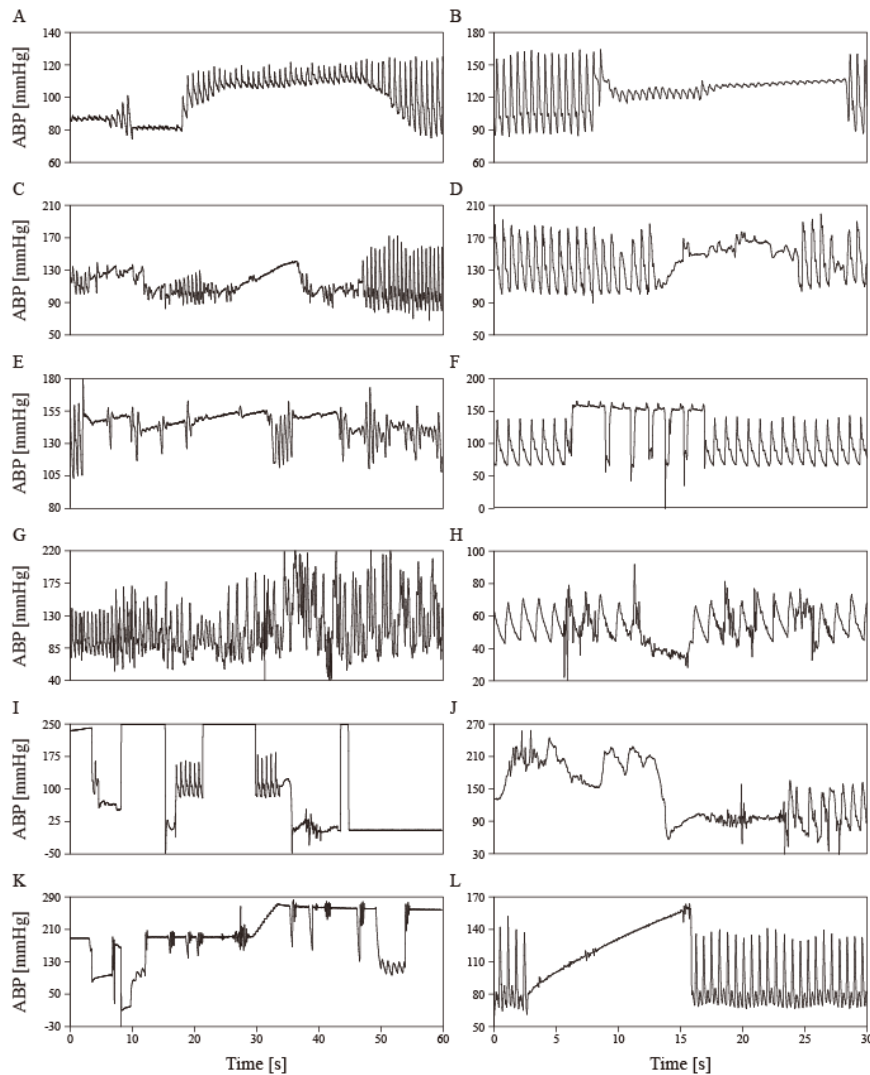 A
B
ABP [mmHg]
140
120
100
80
60
180
150
120
90
60
C
D
ABP [mmHg]
210
170
130
90
50
210
170
130
90
50
E
F
ABP [mmHg]
180
155
130
105
80
200
150
100
50
0
G
H
ABP [mmHg]
220
175
130
85
40
100
80
60
40
20
I
J
ABP [mmHg]
250
175
100
25
-50
270
210
150
90
30
K
L
ABP [mmHg]
290
210
130
50
-30
170
140
110
80
50
0 10 20 30 40 50 60
0 5 10 15 20 25 30
Time [s]
Time [s]